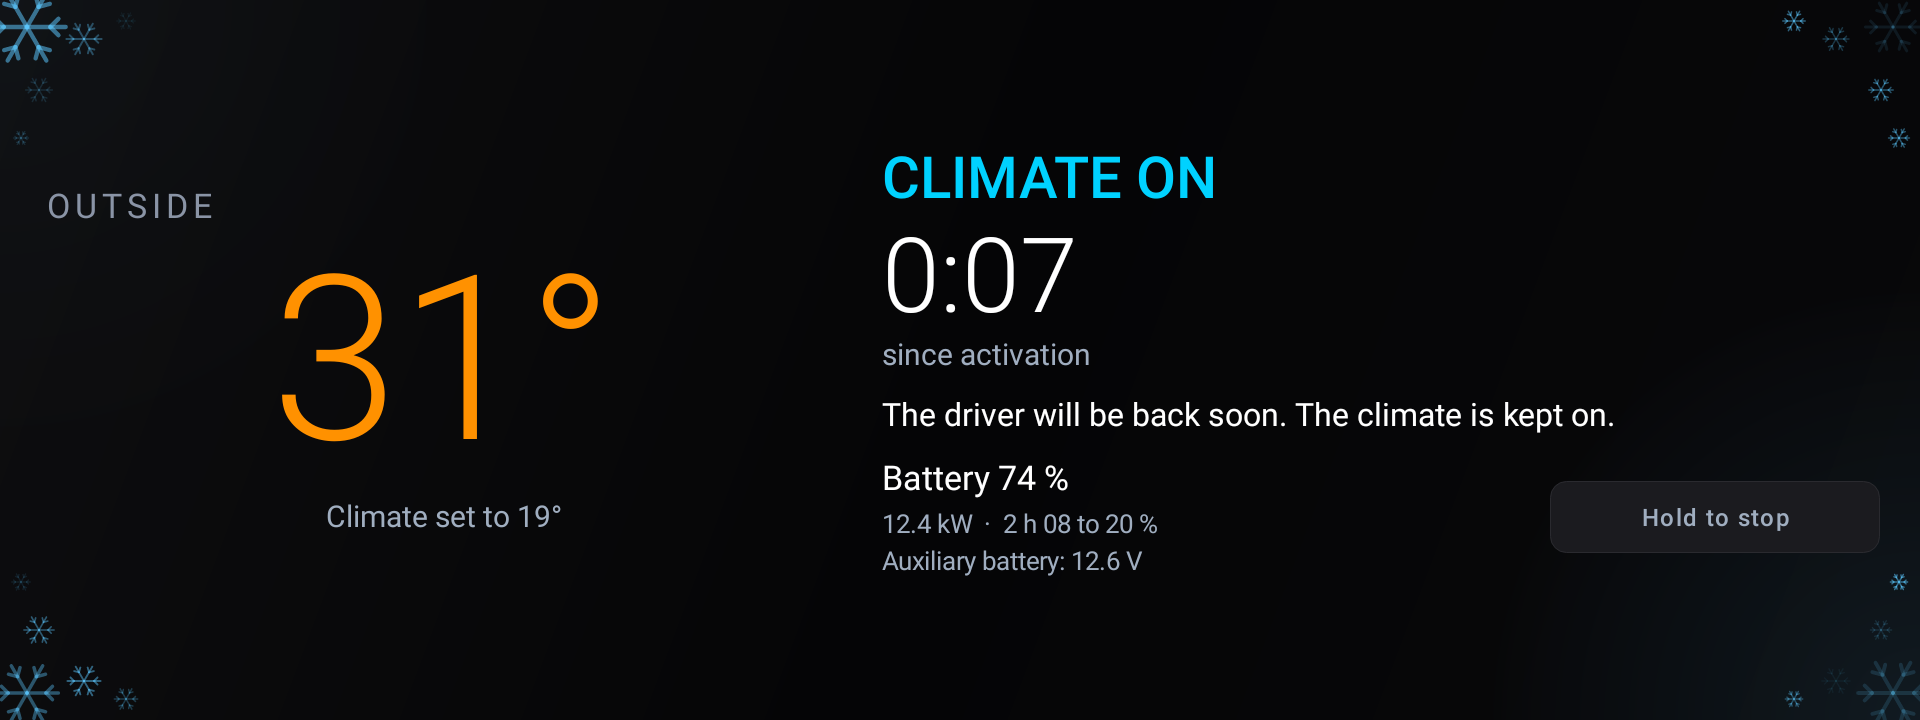 OUTSIDE
31°
Climate set to 19°
CLIMATE ON
0:07
since activation
The driver will be back soon. The climate is kept on.
Battery 74 %
12.4 kW · 2 h 08 to 20 %
Auxiliary battery: 12.6 V
Hold to stop